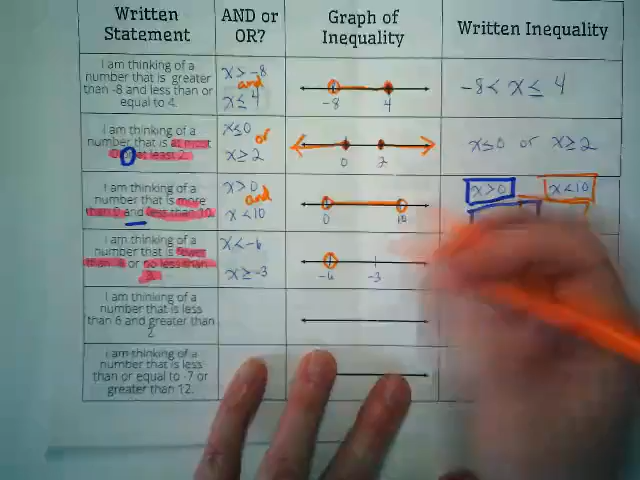 Written Statement
AND or OR?
Graph of Inequality
Written Inequality
I am thinking of a
number that is greater
than -8 and less than or
equal to 4.
x > -8
and
x ≤ 4
-8 4
-8 < x ≤ 4
I am thinking of a
number that is at most
0 or at least 2.
x ≤ 0
or
x ≥ 2
0 2
x ≤ 0 or x ≥ 2
I am thinking of a
number that is more
than 0 and less than 10.
x > 0
and
x < 10
0 10
x > 0 x < 10
I am thinking of a
number that is fewer
than -6 or no less than
x < -6
x ≥ -3
-6 -3
I am thinking of a
number that is less
than 6 and greater than
2.
I am thinking of a
number that is less
than or equal to -7 or
greater than 12.